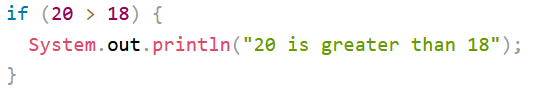 if (20 > 18) {
  System.out.println("20 is greater than 18");
}